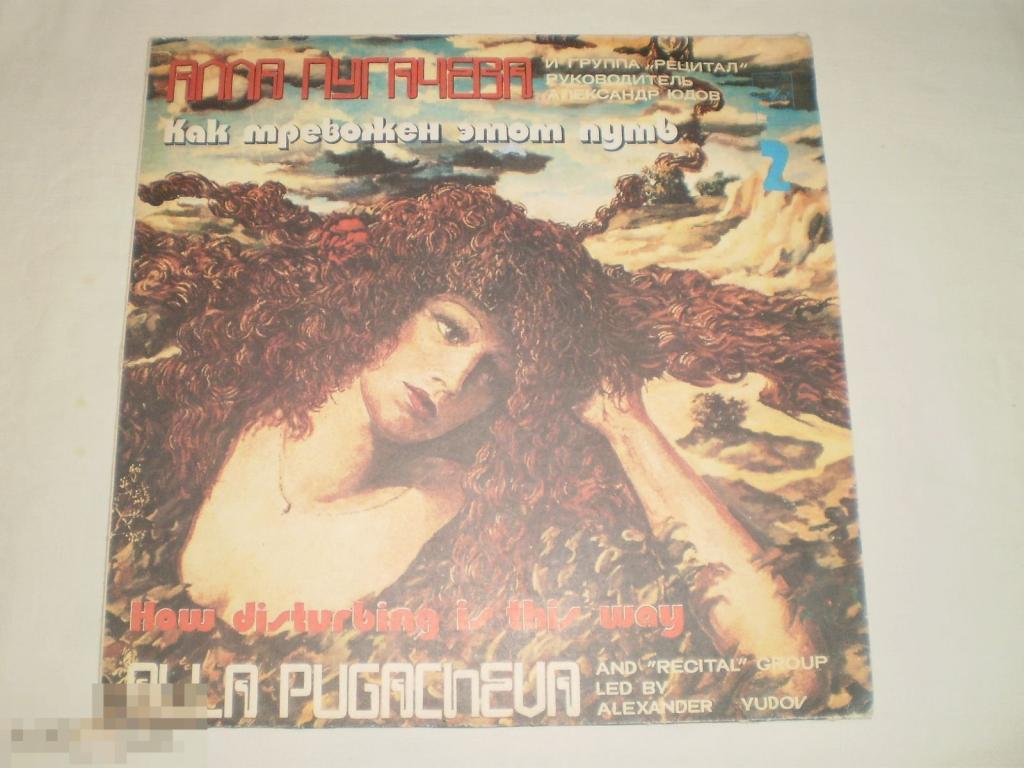 АЛЛА ПУГАЧЕВА
И ГРУППА „РЕЦИТАЛ"
РУКОВОДИТЕЛЬ
АЛЕКСАНДР ЮДОВ
Как тревожен этот путь
2
How disturbing is this way
ALLA PUGACHEVA
AND "RECITAL" GROUP
LED BY
ALEXANDER YUDOV